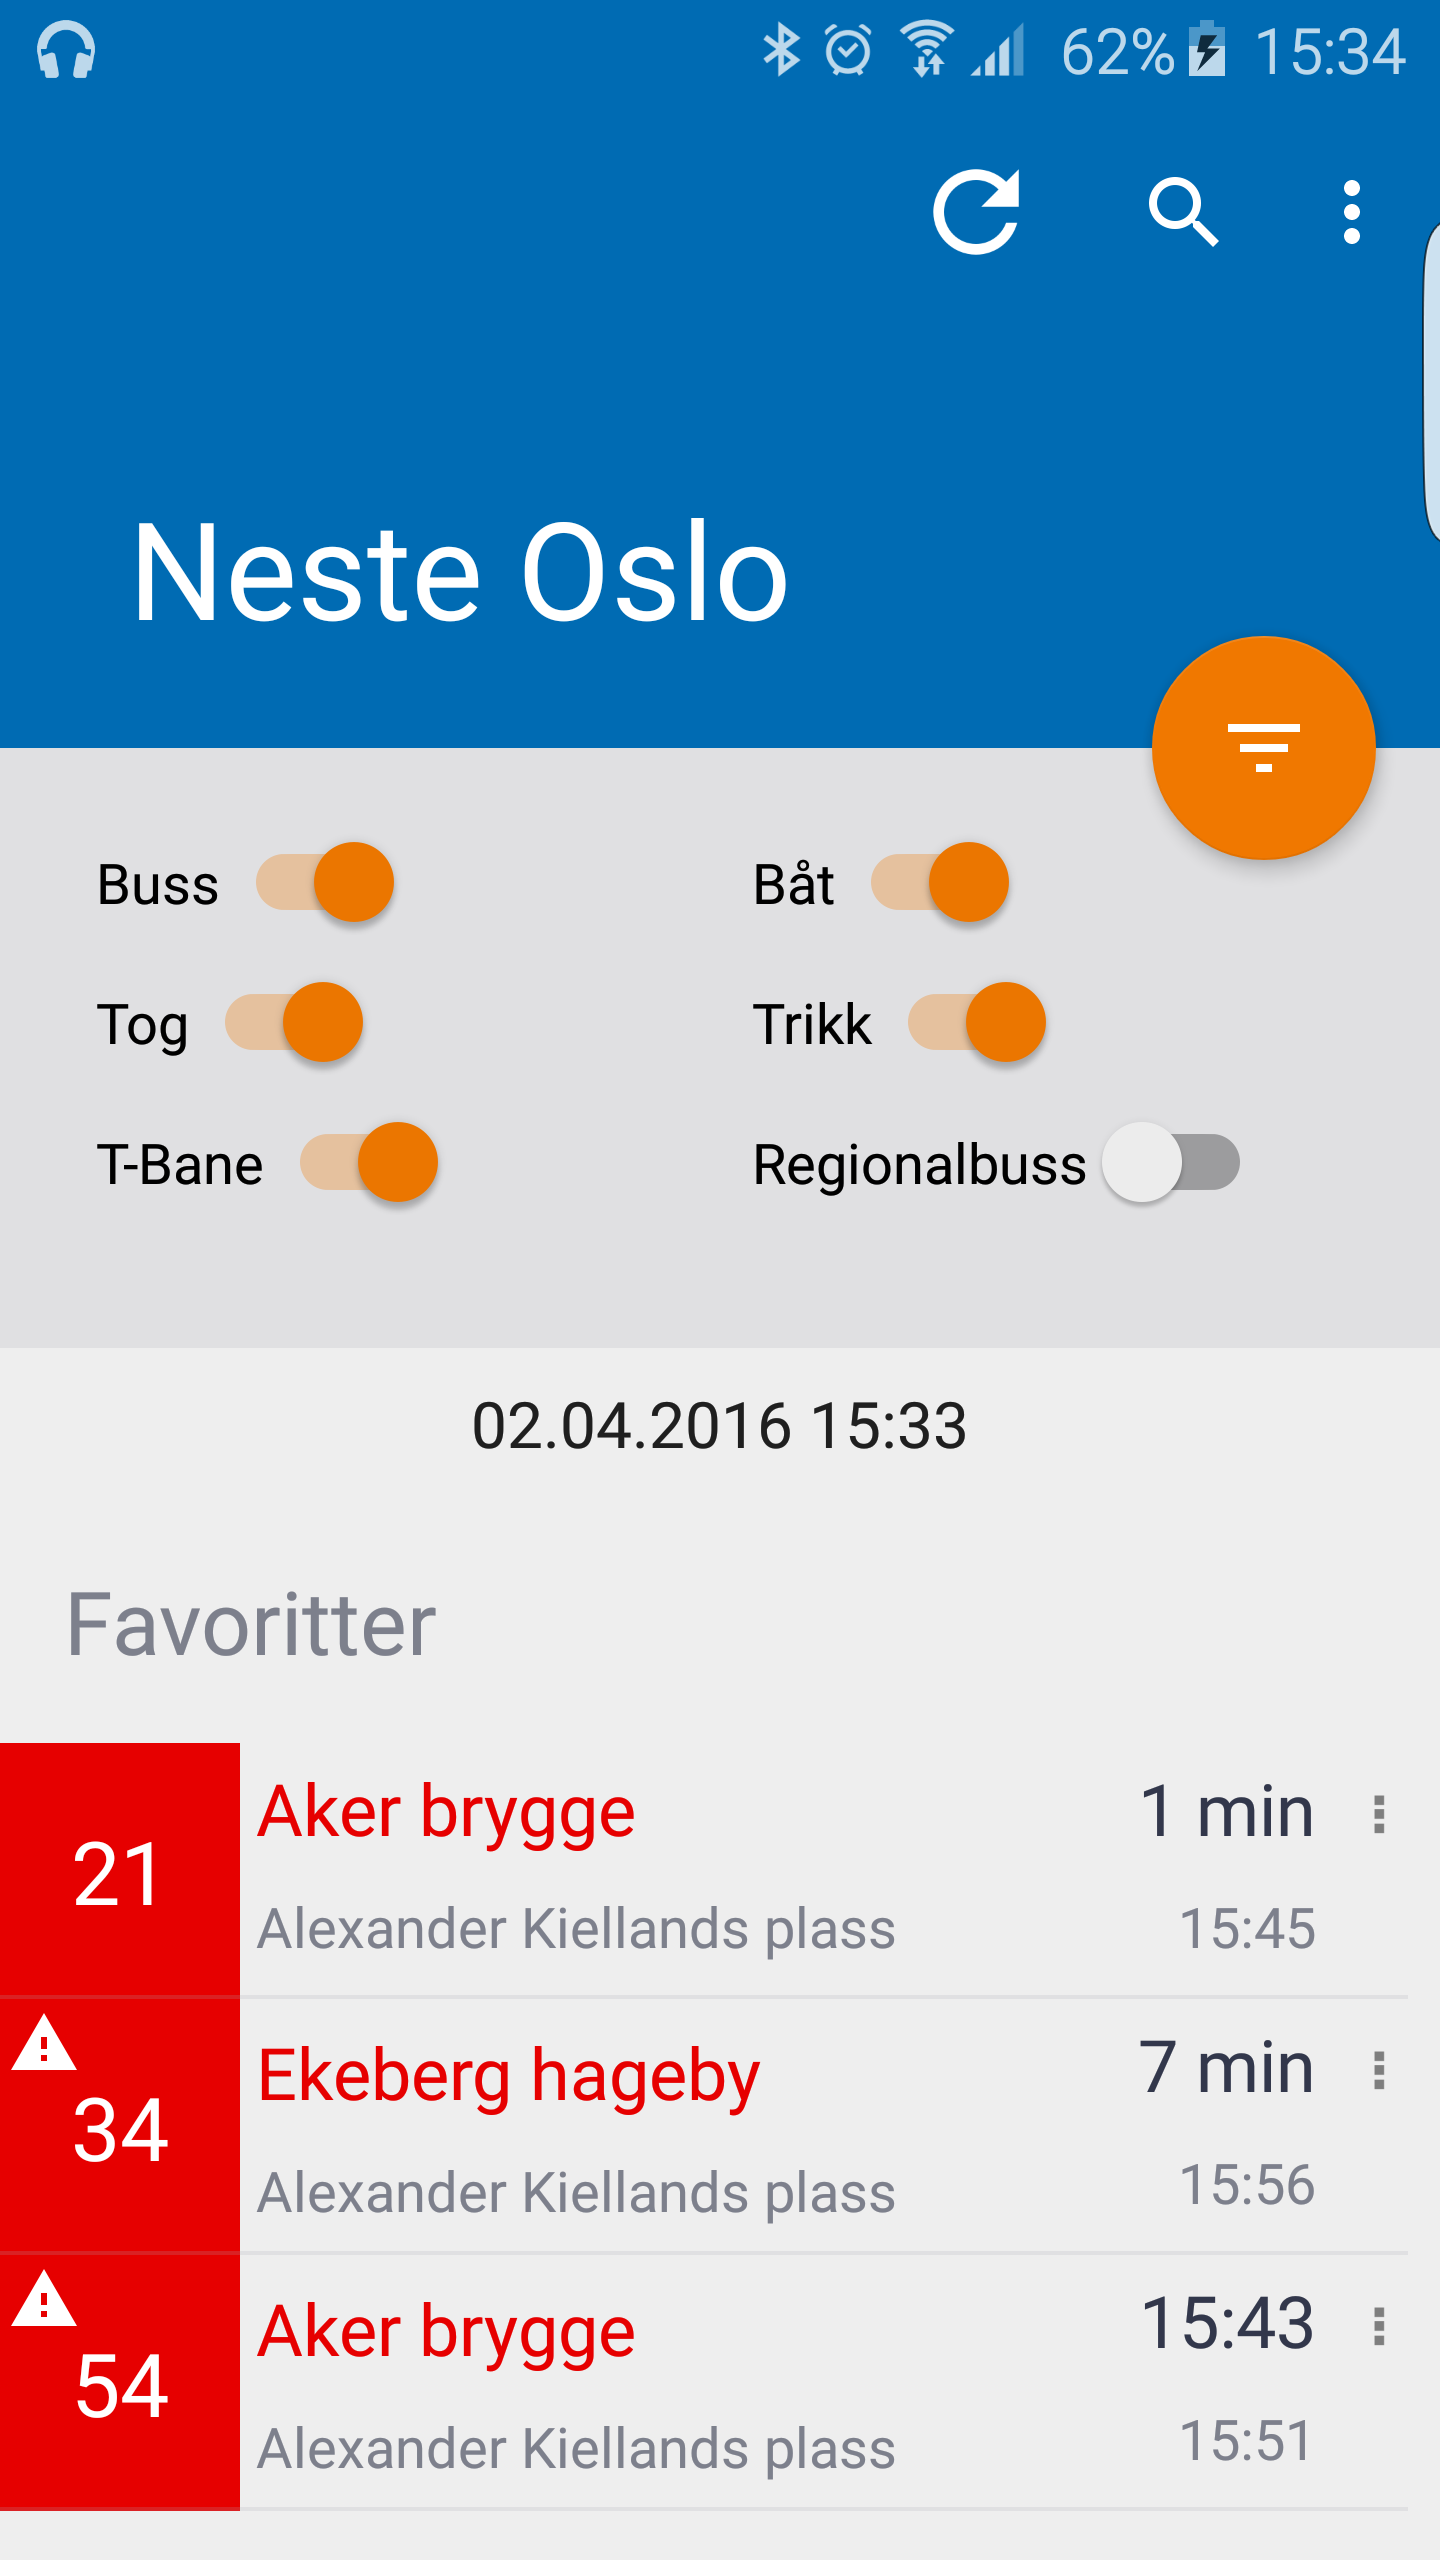 62% 15:34
Neste Oslo
Buss Båt
Tog Trikk
T-Bane Regionalbuss
02.04.2016 15:33
Favoritter
21 Aker brygge 1 min
Alexander Kiellands plass 15:45
34 Ekeberg hageby 7 min
Alexander Kiellands plass 15:56
54 Aker brygge 15:43
Alexander Kiellands plass 15:51